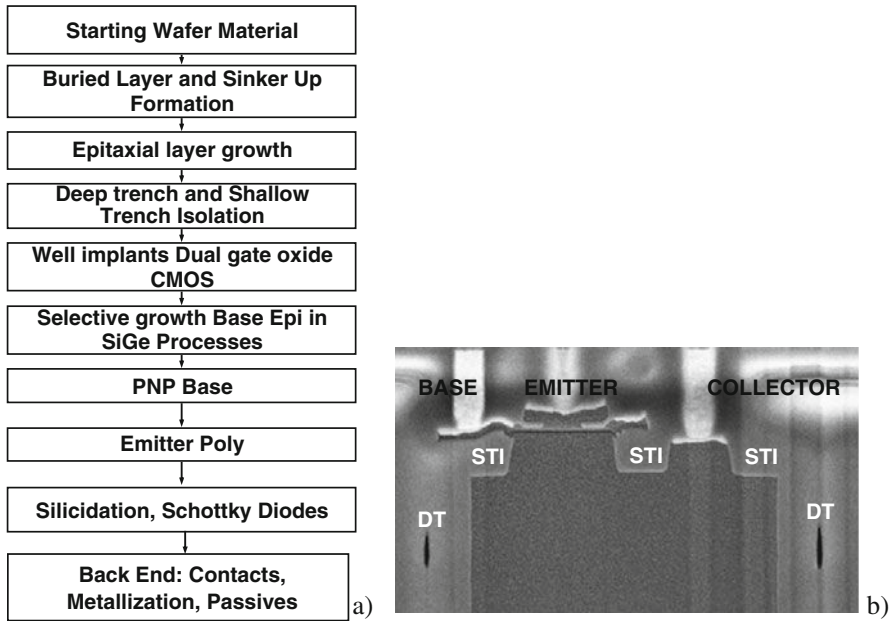 Starting Wafer Material
Buried Layer and Sinker Up
Formation
Epitaxial layer growth
Deep trench and Shallow
Trench Isolation
Well implants Dual gate oxide
CMOS
Selective growth Base Epi in
SiGe Processes
PNP Base
Emitter Poly
Silicidation, Schottky Diodes
Back End: Contacts,
Metallization, Passives
a)
BASE EMITTER COLLECTOR
STI STI STI
DT DT
b)